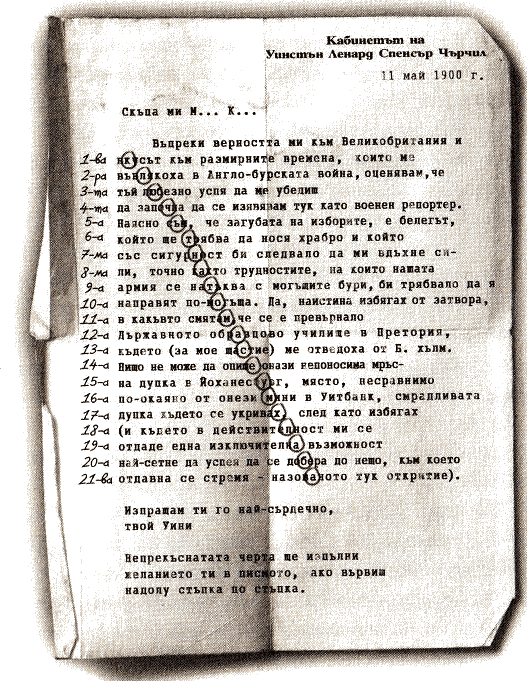 Кабинетът на
Уинстън Ленард Спенсър Чърчил
11 май 1900 г.
Скъпа ми М... К...
Въпреки верността ми към Великобритания и
1-ва вкусът към размирните времена, които ме
2-ра въвлякоха в Англо-бурската война, оценявам, че
3-та тъй любезно успя да ме убедиш
4-та да започна да се изявявам тук като военен репортер.
5-а Наясно съм, че загубата на изборите, е белегът,
6-а който ще трябва да нося храбро и който
7-ма със сигурност би следвало да ми вдъхне си-
8-ма ли, точно както трудностите, на които нашата
9-а армия се натъква с могъщите бури, би трябвало да я
10-а направят по-могъща. Да, наистина избягах от затвора,
11-а в какъвто смятам, че се е превърнало
12-а Държавното образцово училище в Претория,
13-а където (за мое щастие) ме отведоха от Б. хълм.
14-а Нищо не може да опише онази непоносима мръс-
15-а на дупка в Йоханесбург, място, несравнимо
16-а по-окаяно от онези мини в Уитбанк, смрадливата
17-а дупка където се укривах, след като избягах
18-а (и където в действителност ми се
19-а отдаде една изключителна възможност
20-а най-сетне да успея да се добера до нещо, към което
21-ва отдавна се стремя - назованото тук откритие).
Изпращам ти го най-сърдечно,
твой Уини
Непрекъснатата черта ще изпълни
желанието ти в писмото, ако вървиш
надолу стъпка по стъпка.